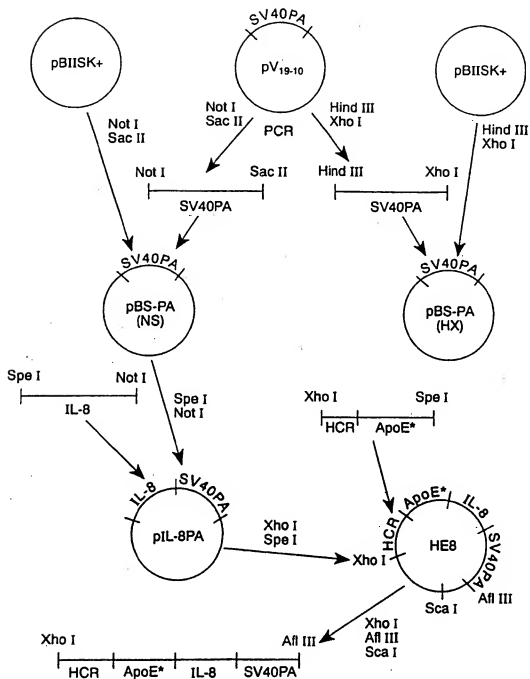 SV40PA
pBIISK+
pV19-10
pBIISK+
Not I
Sac II
PCR
Hind III
Xho I
Not I
Sac II
Hind III
Xho I
Hind III
Xho I
Not I
Sac II
SV40PA
SV40PA
SV40PA
SV40PA
pBS-PA
(NS)
pBS-PA
(HX)
Spe I
Not I
IL-8
Spe I
Not I
Xho I
Spe I
HCR
ApoE*
IL-8
SV40PA
pIL-8PA
Xho I
Spe I
Xho I
HCR
ApoE*
IL-8
SV40PA
HE8
Sca I
Afl III
Xho I
Afl III
Sca I
Xho I
Afl III
HCR
ApoE*
IL-8
SV40PA